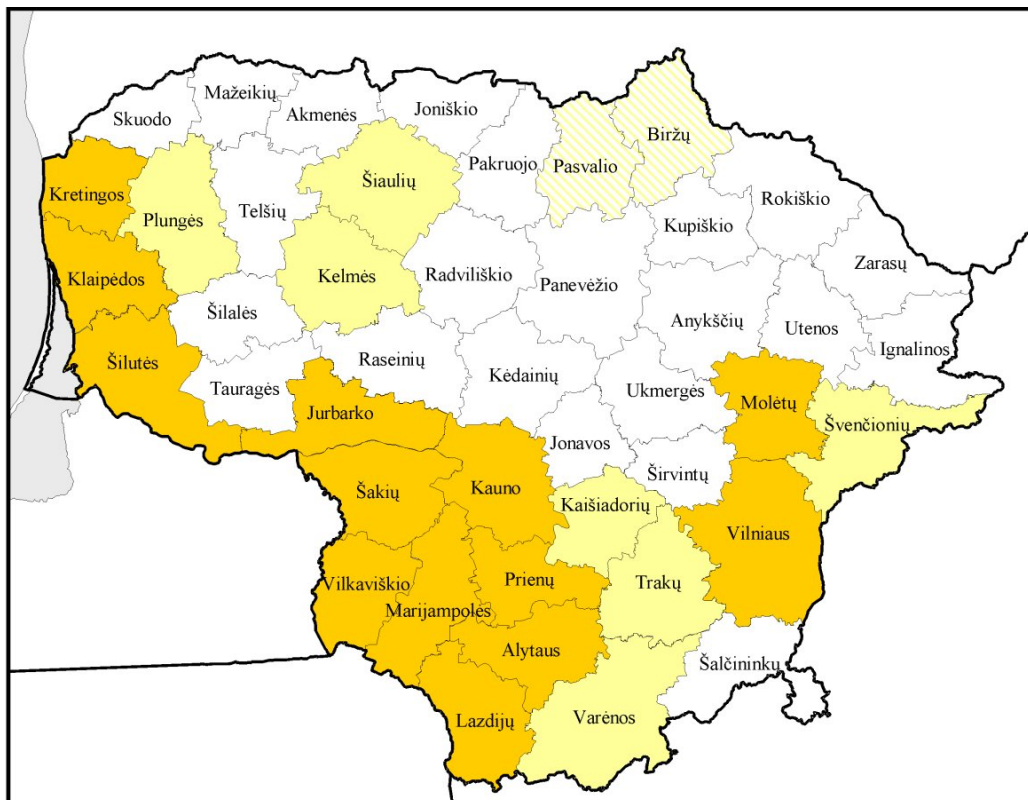 Mažeikių
Skuodo
Akmenės
Joniškio
Biržų
Pakruojo
Pasvalio
Kretingos
Šiaulių
Rokiškio
Plungės
Telšių
Kupiškio
Zarasų
Klaipėdos
Kelmės
Radviliškio
Panevėžio
Šilalės
Anykščių
Utenos
Ignalinos
Šilutės
Raseinių
Kėdainių
Tauragės
Ukmergės
Molėtų
Jurbarko
Švenčionių
Jonavos
Širvintų
Šakių
Kauno
Kaišiadorių
Vilniaus
Vilkaviškio
Prienų
Trakų
Marijampolės
Alytaus
Šalčininkų
Lazdijų
Varėnos